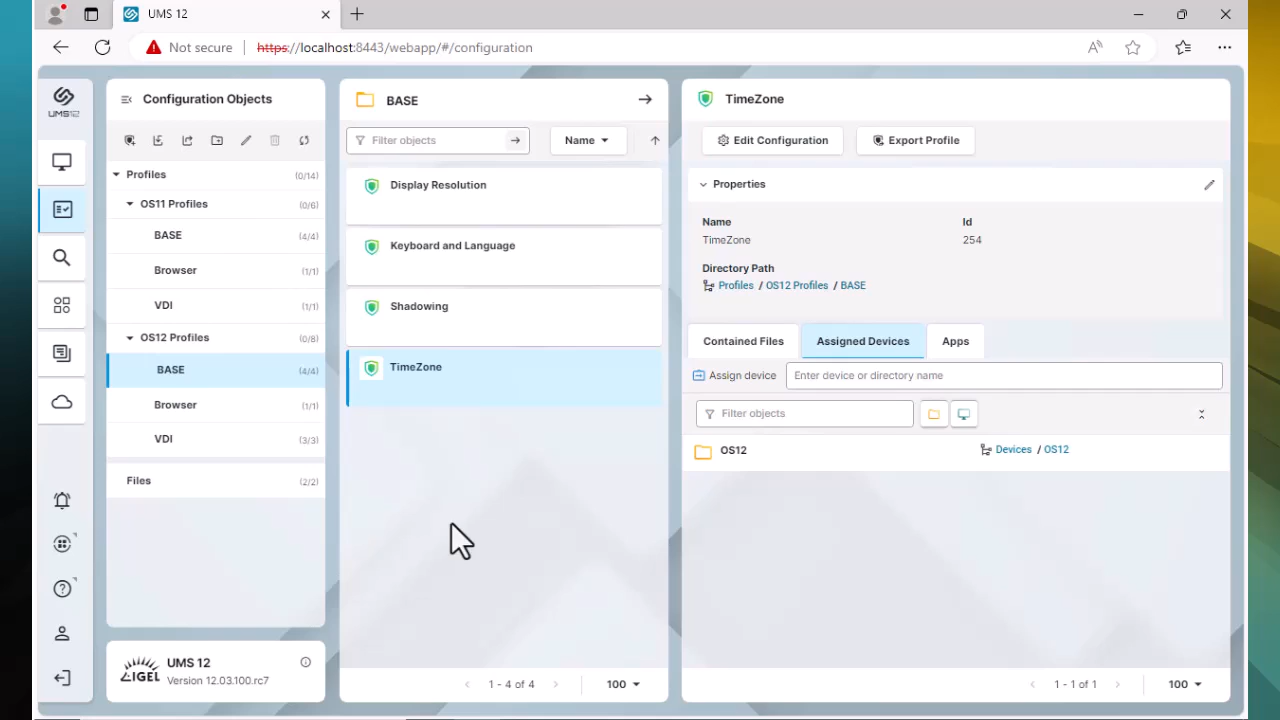 UMS 12
Not secure
https://localhost:8443/webapp/#/configuration
UMS12
Configuration Objects
Profiles (0/14)
OS11 Profiles (0/6)
BASE (4/4)
Browser (1/1)
VDI (1/1)
OS12 Profiles (0/8)
BASE (4/4)
Browser (1/1)
VDI (3/3)
Files (2/2)
IGEL
UMS 12
Version 12.03.100.rc7
BASE
Filter objects
Name
Display Resolution
Keyboard and Language
Shadowing
TimeZone
1 - 4 of 4
100
TimeZone
Edit Configuration
Export Profile
Properties
Name Id
TimeZone 254
Directory Path
Profiles / OS12 Profiles / BASE
Contained Files Assigned Devices Apps
Assign device Enter device or directory name
Filter objects
OS12 Devices / OS12
1 - 1 of 1
100